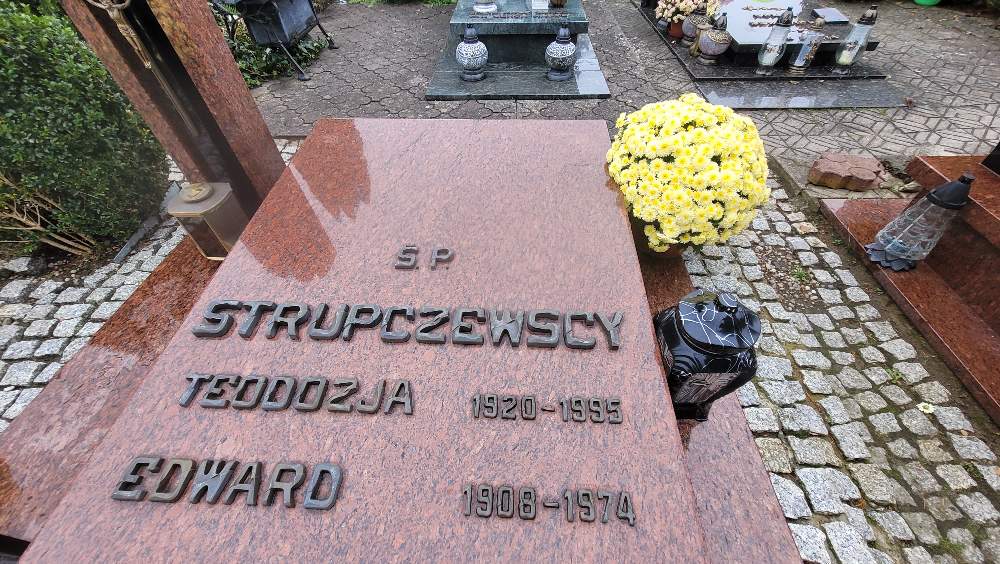 Ś.P.
STRUPCZEWSCY
TEODOZJA 1920-1995
EDWARD 1908-1974